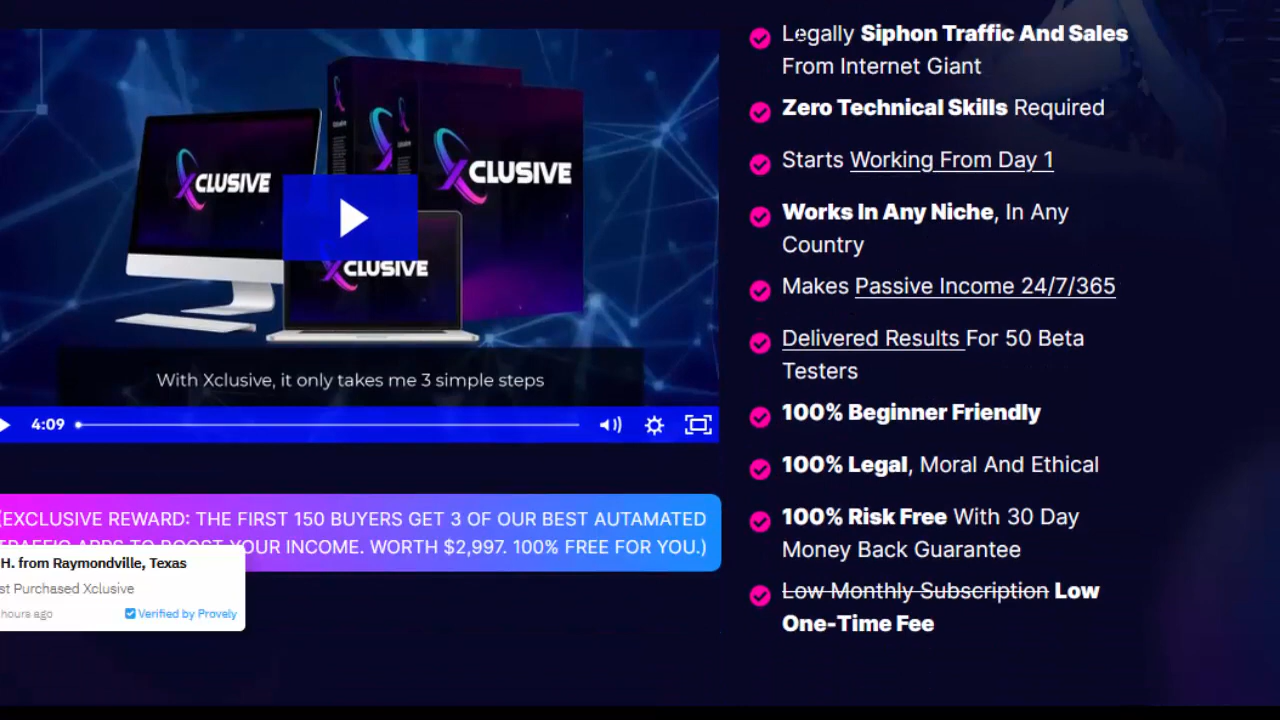 XCLUSIVE
XCLUSIVE
XCLUSIVE
With Xclusive, it only takes me 3 simple steps
4:09
(EXCLUSIVE REWARD: THE FIRST 150 BUYERS GET 3 OF OUR BEST AUTAMATED
YOUR INCOME. WORTH $2,997. 100% FREE FOR YOU.)
H. from Raymondville, Texas
st Purchased Xclusive
hours ago
Verified by Provely
Legally Siphon Traffic And Sales
From Internet Giant
Zero Technical Skills Required
Starts Working From Day 1
Works In Any Niche, In Any
Country
Makes Passive Income 24/7/365
Delivered Results For 50 Beta
Testers
100% Beginner Friendly
100% Legal, Moral And Ethical
100% Risk Free With 30 Day
Money Back Guarantee
Low Monthly Subscription Low
One-Time Fee